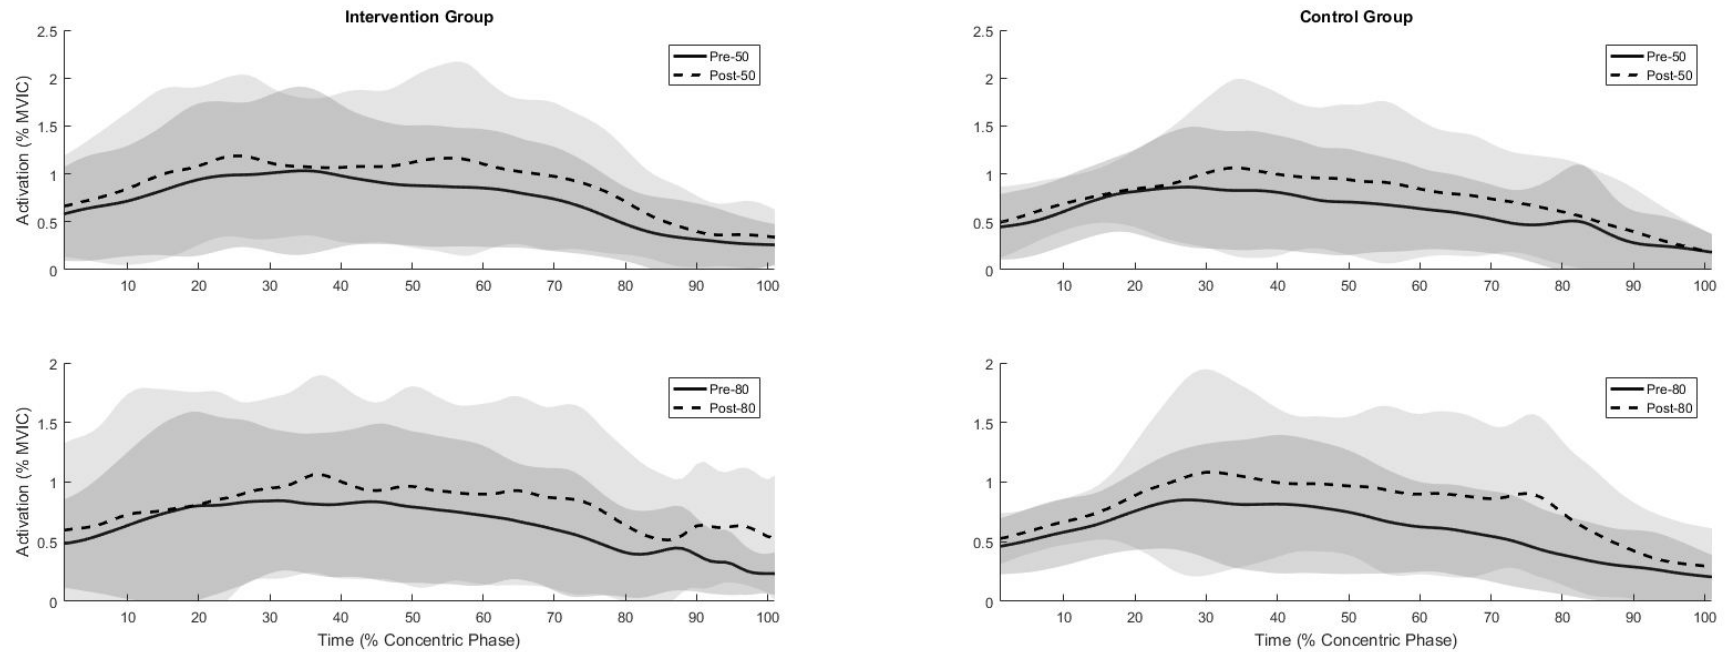 Intervention Group
Control Group
2.5
2
1.5
1
0.5
0
Activation (% MVIC)
Pre-50
Post-50
10 20 30 40 50 60 70 80 90 100
2.5
2
1.5
1
0.5
0
Pre-50
Post-50
10 20 30 40 50 60 70 80 90 100
2
1.5
1
0.5
0
Activation (% MVIC)
Pre-80
Post-80
10 20 30 40 50 60 70 80 90 100
Time (% Concentric Phase)
2
1.5
1
0.5
0
Pre-80
Post-80
10 20 30 40 50 60 70 80 90 100
Time (% Concentric Phase)